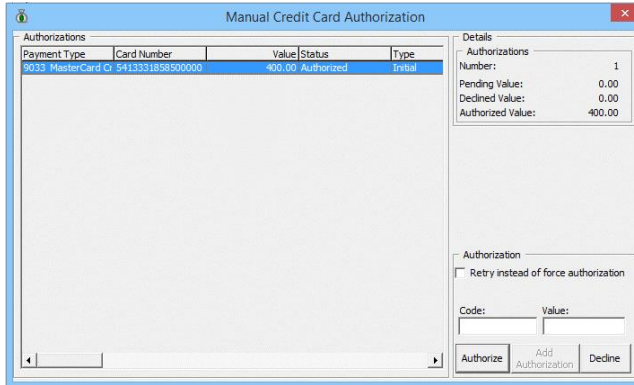 Manual Credit Card Authorization
Authorizations
Payment Type Card Number Value Status Type
9033 MasterCard Cr 5413331858500000 400.00 Authorized Initial
Details
Authorizations
Number: 1
Pending Value: 0.00
Declined Value: 0.00
Authorized Value: 400.00
Authorization
Retry instead of force authorization
Code: Value:
Authorize Add Authorization Decline